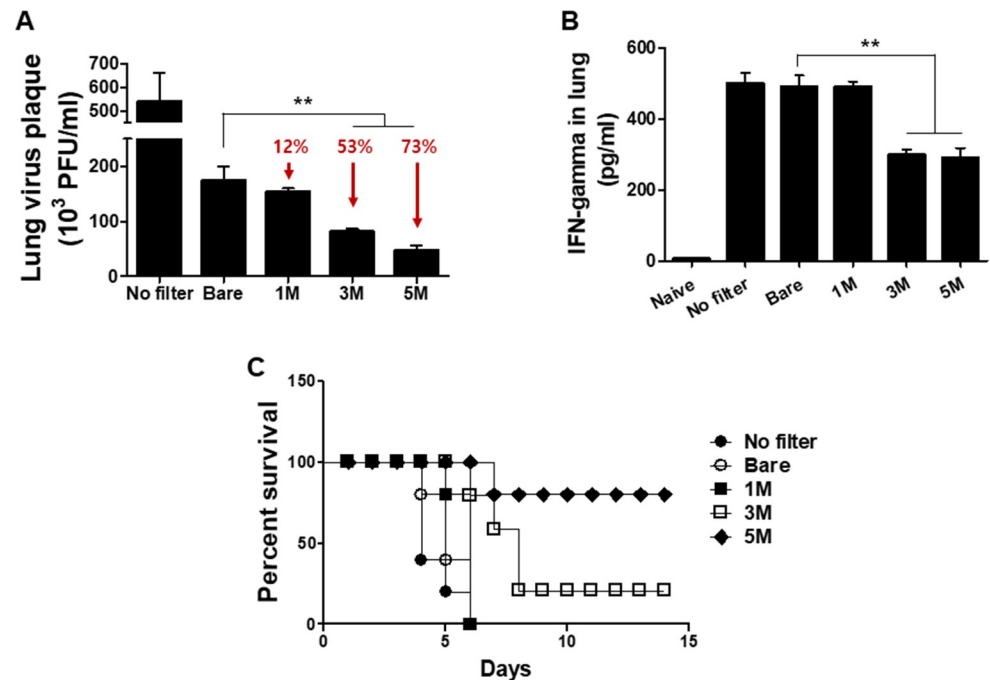 A
Lung virus plaque
(10³ PFU/ml)
700
600
500
200
100
0
**
12% 53% 73%
No filter Bare 1M 3M 5M
B
IFN-gamma in lung
(pg/ml)
600
400
200
0
**
Naive No filter Bare 1M 3M 5M
C
Percent survival
150
100
50
0
0 5 10 15
Days
No filter
Bare
1M
3M
5M